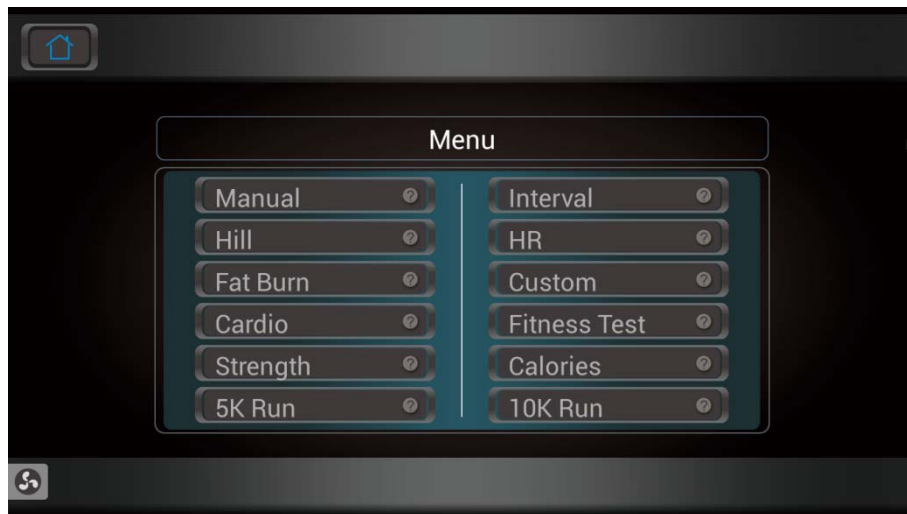 Menu
Manual
Hill
Fat Burn
Cardio
Strength
5K Run
Interval
HR
Custom
Fitness Test
Calories
10K Run